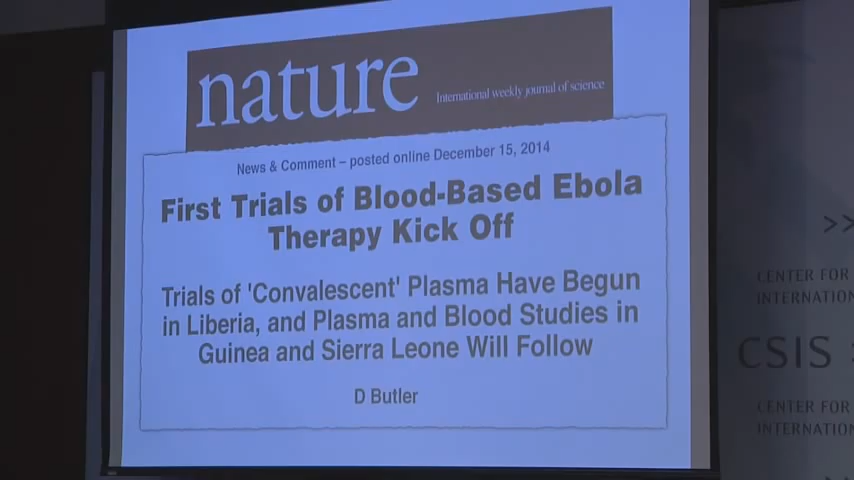 nature
International weekly journal of science
News & Comment – posted online December 15, 2014
First Trials of Blood-Based Ebola
Therapy Kick Off
Trials of 'Convalescent' Plasma Have Begun
in Liberia, and Plasma and Blood Studies in
Guinea and Sierra Leone Will Follow
D Butler
>>
CENTER FOR
INTERNATION
CSIS
CENTER FOR
INTERNATION